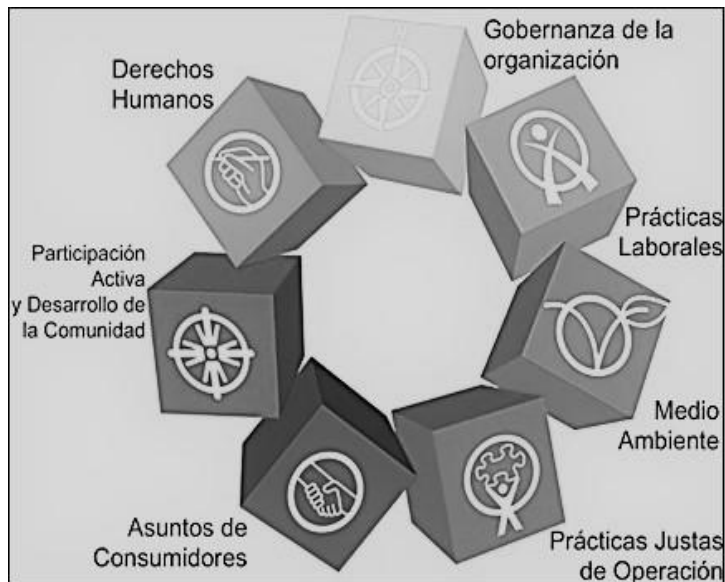 Gobernanza de la
organización
Derechos
Humanos
Prácticas
Laborales
Participación
Activa
y Desarrollo de
la Comunidad
Medio
Ambiente
Asuntos de
Consumidores
Prácticas Justas
de Operación